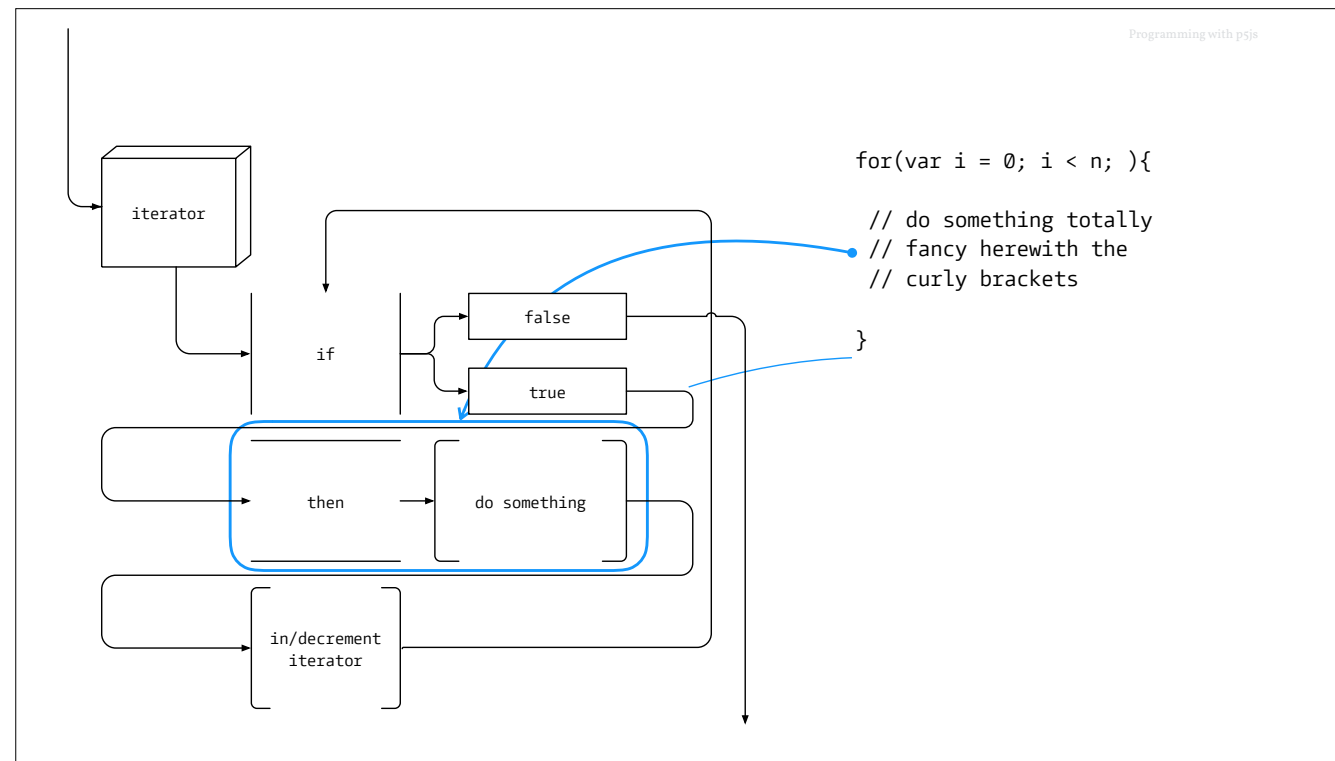 Programming with p5js
for(var i = 0; i < n; ){
// do something totally
// fancy herewith the
// curly brackets
}
iterator
if
false
true
then
do something
in/decrement
iterator